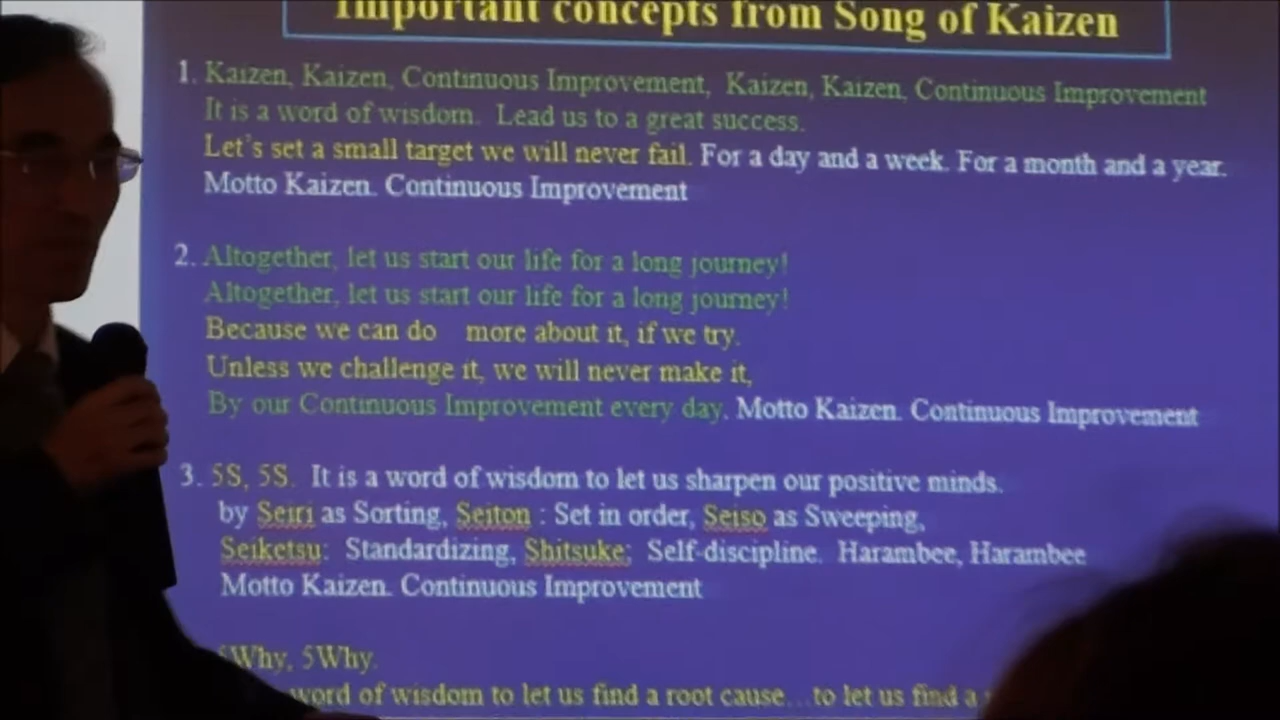 Important concepts from Song of Kaizen
1. Kaizen, Kaizen, Continuous Improvement, Kaizen, Kaizen, Continuous Improvement
It is a word of wisdom. Lead us to a great success.
Let's set a small target we will never fail. For a day and a week. For a month and a year.
Motto Kaizen. Continuous Improvement
2. Altogether, let us start our life for a long journey!
Altogether, let us start our life for a long journey!
Because we can do more about it, if we try.
Unless we challenge it, we will never make it,
By our Continuous Improvement every day. Motto Kaizen. Continuous Improvement
3. 5S, 5S. It is a word of wisdom to let us sharpen our positive minds.
by Seiri as Sorting, Seiton : Set in order, Seiso as Sweeping,
Seiketsu: Standardizing, Shitsuke: Self-discipline. Harambee, Harambee
Motto Kaizen. Continuous Improvement
5Why, 5Why.
word of wisdom to let us find a root cause…to let us find a